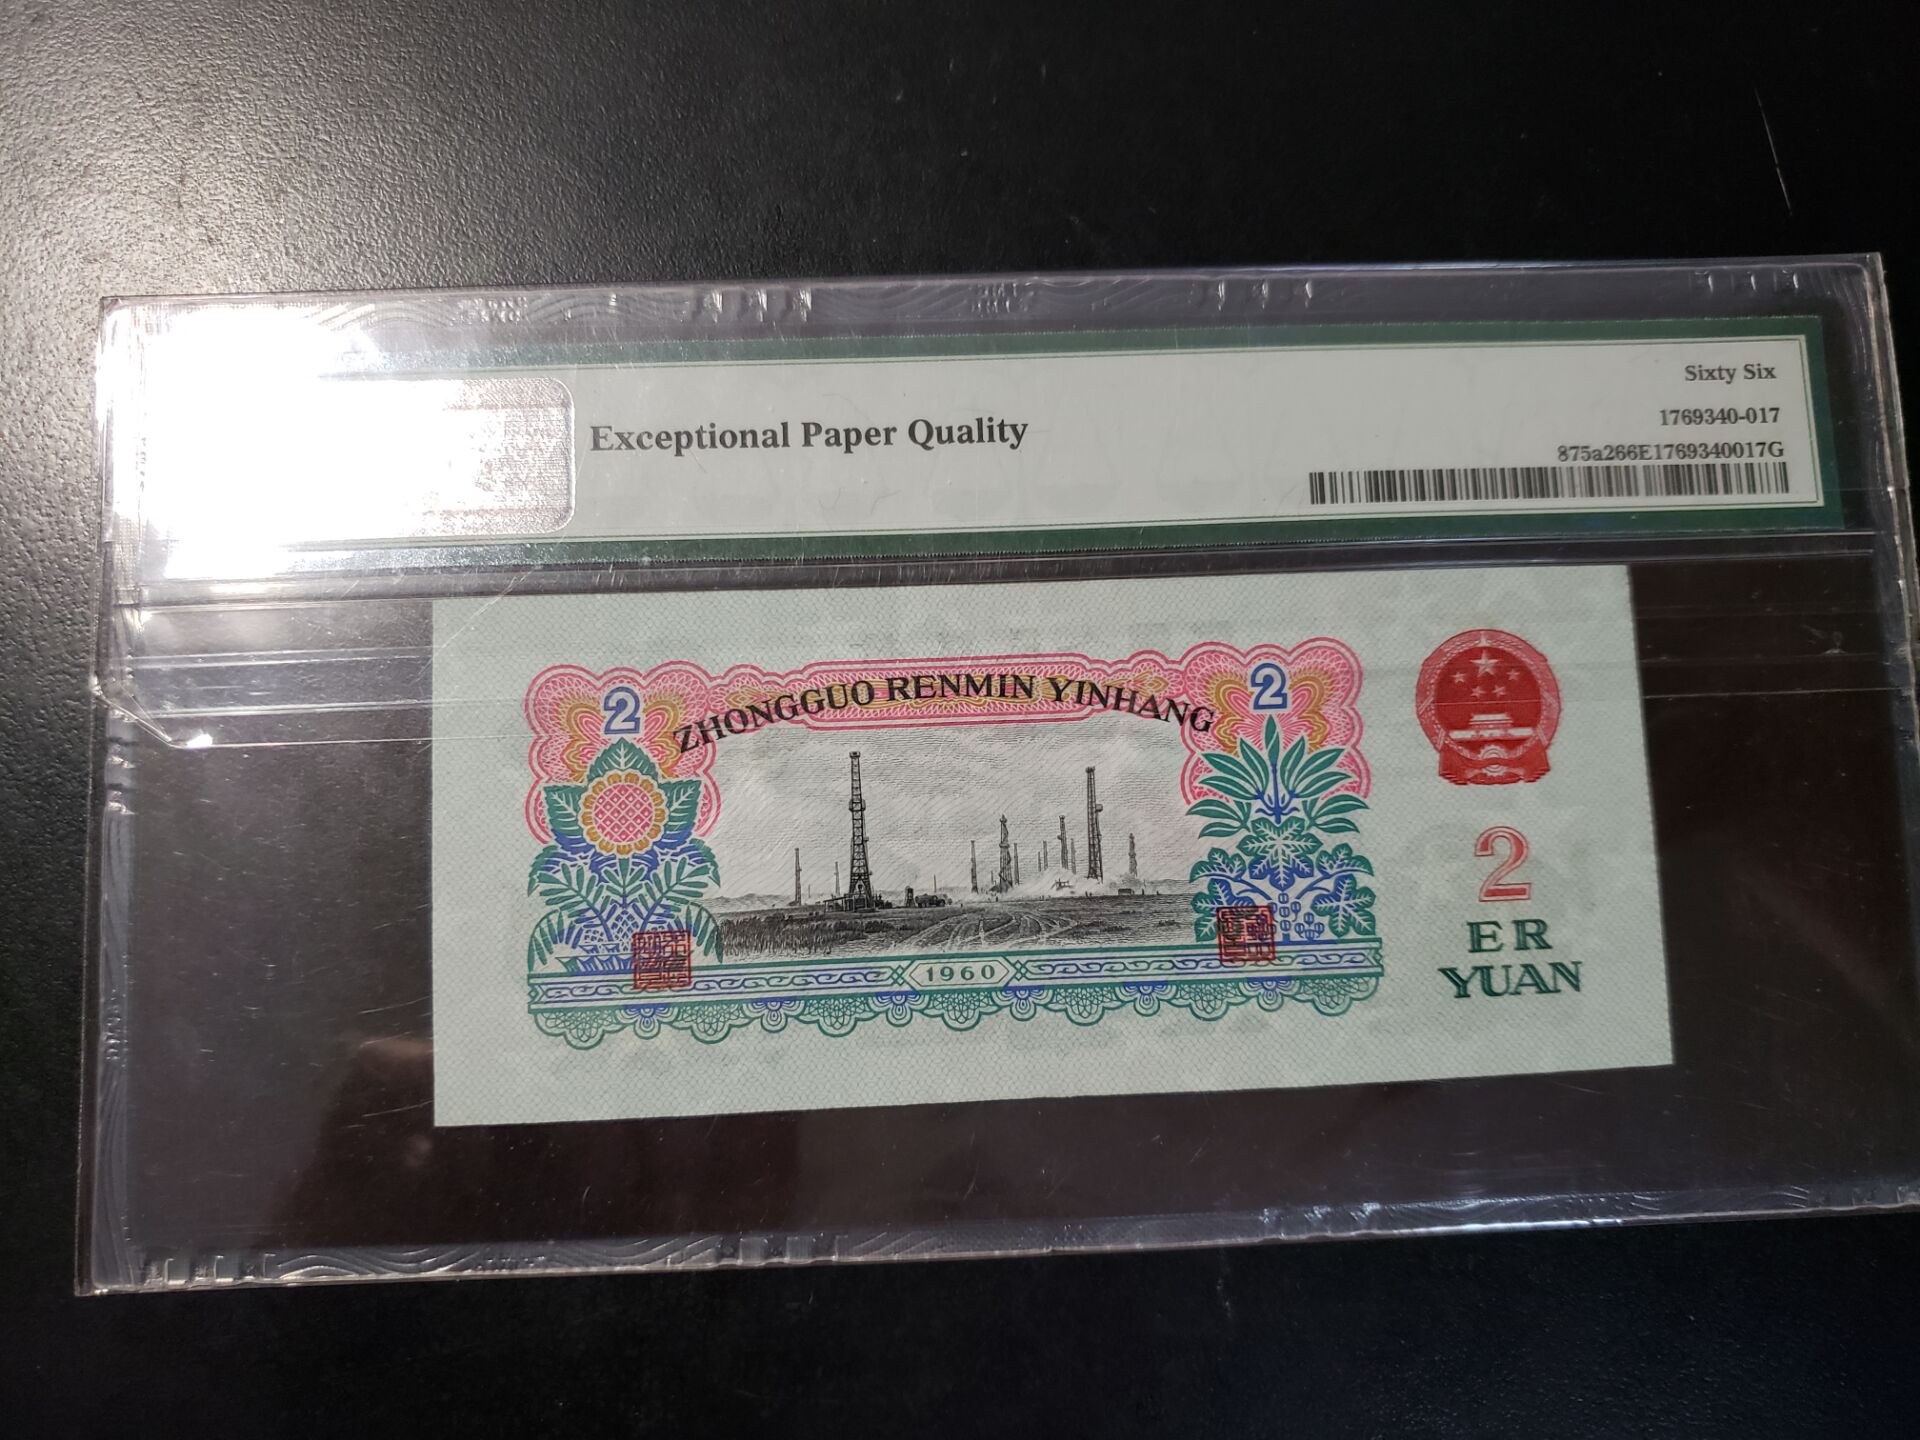 Sixty Six
Exceptional Paper Quality
1769340-017
875a266E1769340017G
ZHONGGUO RENMIN YINHANG
2
2
2
ER
YUAN
1960